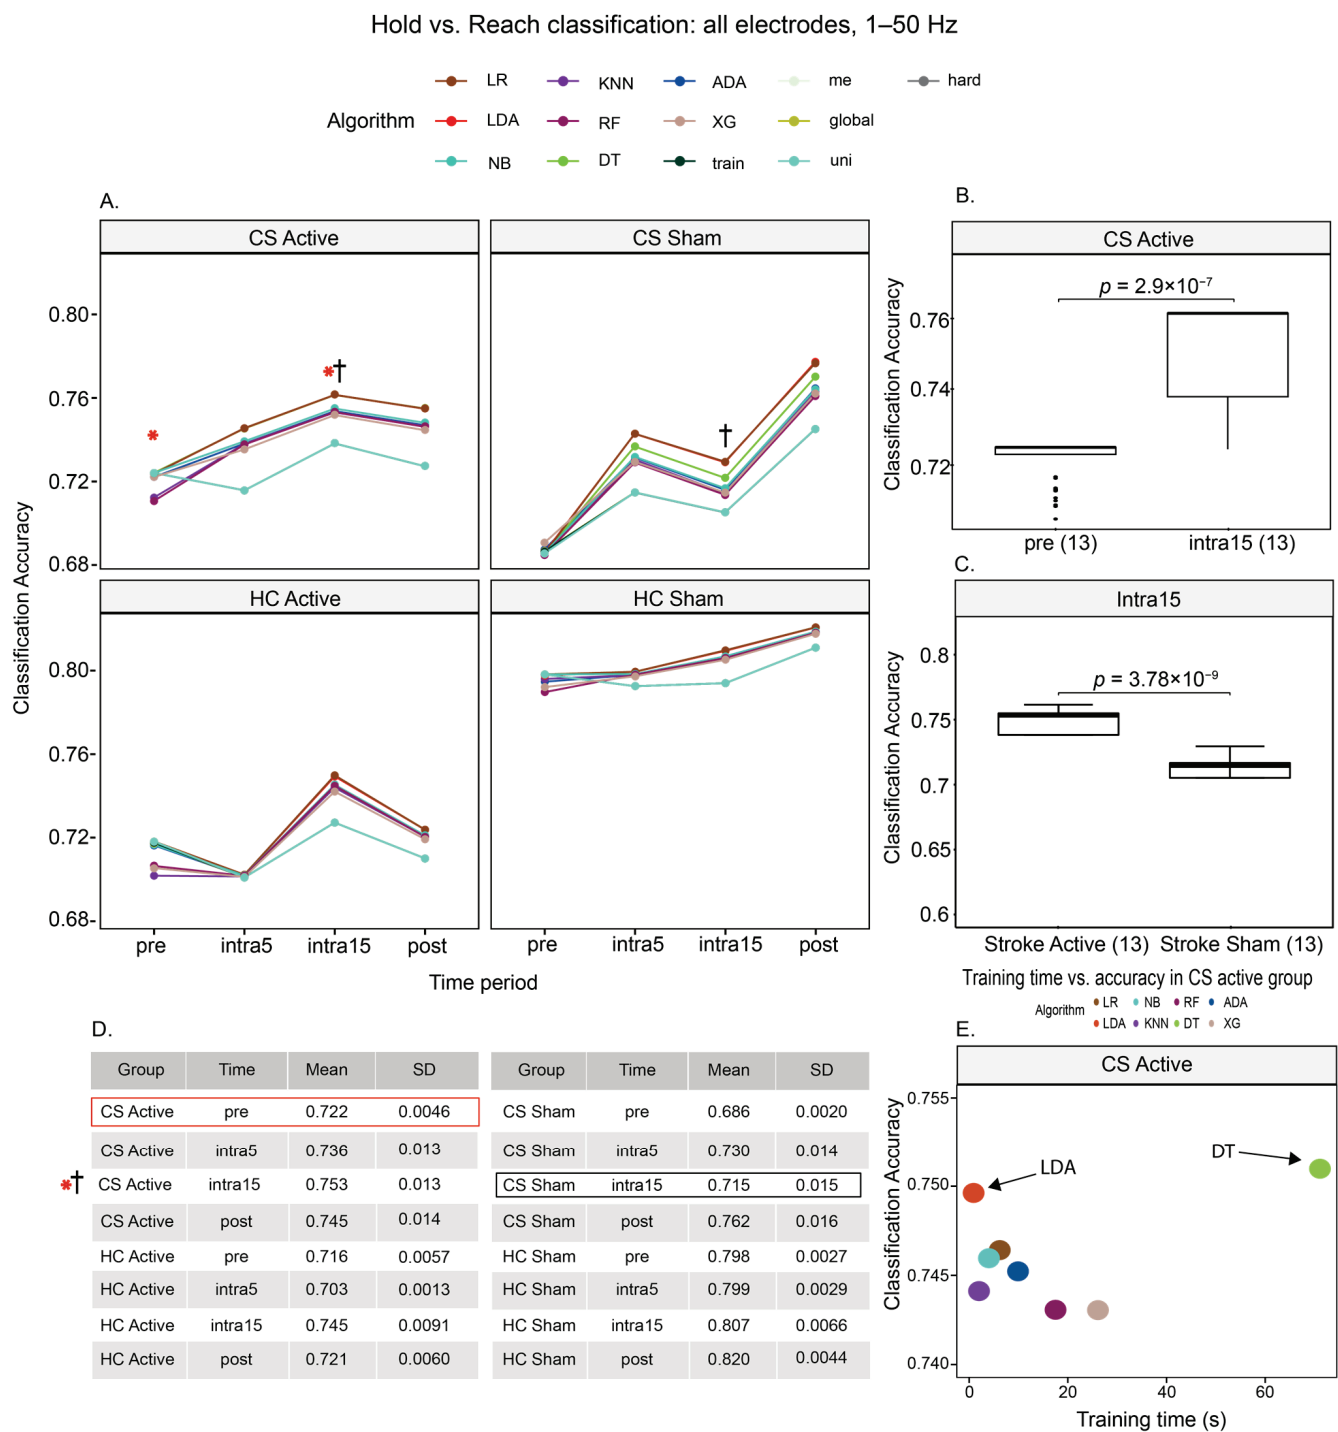 Hold vs. Reach classification: all electrodes, 1–50 Hz
Algorithm
LR KNN ADA me hard
LDA RF XG global
NB DT train uni
A.
CS Active CS Sham
HC Active HC Sham
Classification Accuracy
0.80
0.76
0.72
0.68
* *† †
0.80
0.76
0.72
0.68
pre intra5 intra15 post pre intra5 intra15 post
Time period
B.
CS Active
Classification Accuracy
p = 2.9×10⁻⁷
0.76
0.74
0.72
pre (13) intra15 (13)
C.
Intra15
Classification Accuracy
p = 3.78×10⁻⁹
0.8
0.75
0.7
0.65
0.6
Stroke Active (13) Stroke Sham (13)
D.
Group Time Mean SD Group Time Mean SD
CS Active pre 0.722 0.0046 CS Sham pre 0.686 0.0020
CS Active intra5 0.736 0.013 CS Sham intra5 0.730 0.014
*† CS Active intra15 0.753 0.013 CS Sham intra15 0.715 0.015
CS Active post 0.745 0.014 CS Sham post 0.762 0.016
HC Active pre 0.716 0.0057 HC Sham pre 0.798 0.0027
HC Active intra5 0.703 0.0013 HC Sham intra5 0.799 0.0029
HC Active intra15 0.745 0.0091 HC Sham intra15 0.807 0.0066
HC Active post 0.721 0.0060 HC Sham post 0.820 0.0044
Training time vs. accuracy in CS active group
Algorithm
LR NB RF ADA
LDA KNN DT XG
E.
CS Active
Classification Accuracy
0.755
0.750
0.745
0.740
LDA
DT
0 20 40 60
Training time (s)